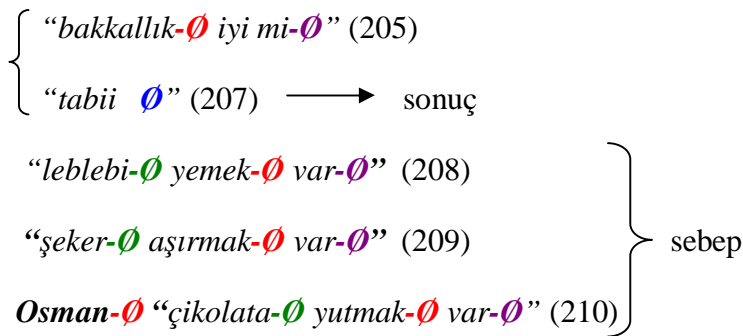 “bakkallık-Ø iyi mi-Ø” (205)
“tabii Ø” (207) → sonuç
“leblebi-Ø yemek-Ø var-Ø” (208)
“şeker-Ø aşırmak-Ø var-Ø” (209)
sebep
Osman-Ø “çikolata-Ø yutmak-Ø var-Ø” (210)